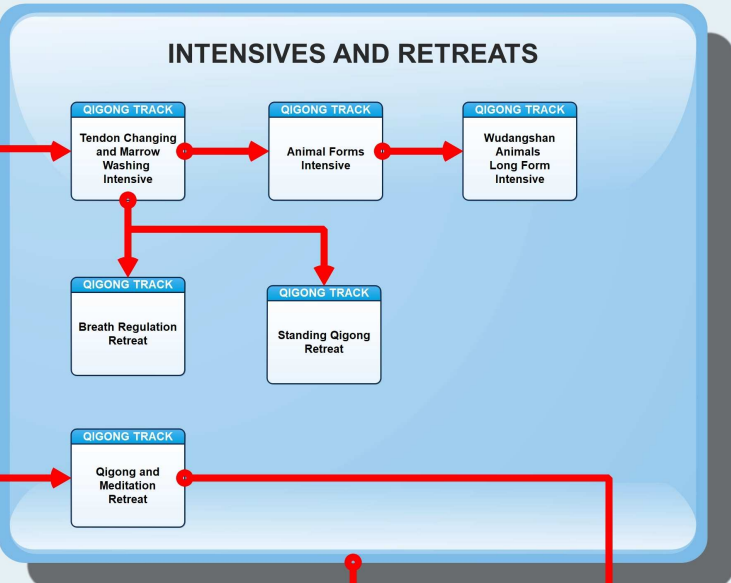 INTENSIVES AND RETREATS
QIGONG TRACK
Tendon Changing
and Marrow
Washing
Intensive
QIGONG TRACK
Animal Forms
Intensive
QIGONG TRACK
Wudangshan
Animals
Long Form
Intensive
QIGONG TRACK
Breath Regulation
Retreat
QIGONG TRACK
Standing Qigong
Retreat
QIGONG TRACK
Qigong and
Meditation
Retreat